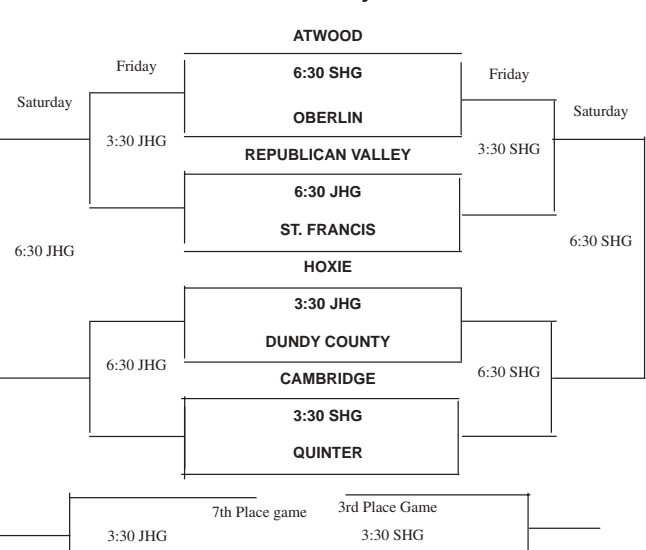 ATWOOD
Friday
6:30 SHG
Friday
Saturday
OBERLIN
Saturday
3:30 JHG
REPUBLICAN VALLEY
3:30 SHG
6:30 JHG
ST. FRANCIS
6:30 JHG
6:30 SHG
HOXIE
3:30 JHG
DUNDY COUNTY
6:30 JHG
CAMBRIDGE
6:30 SHG
3:30 SHG
QUINTER
7th Place game
3rd Place Game
3:30 JHG
3:30 SHG